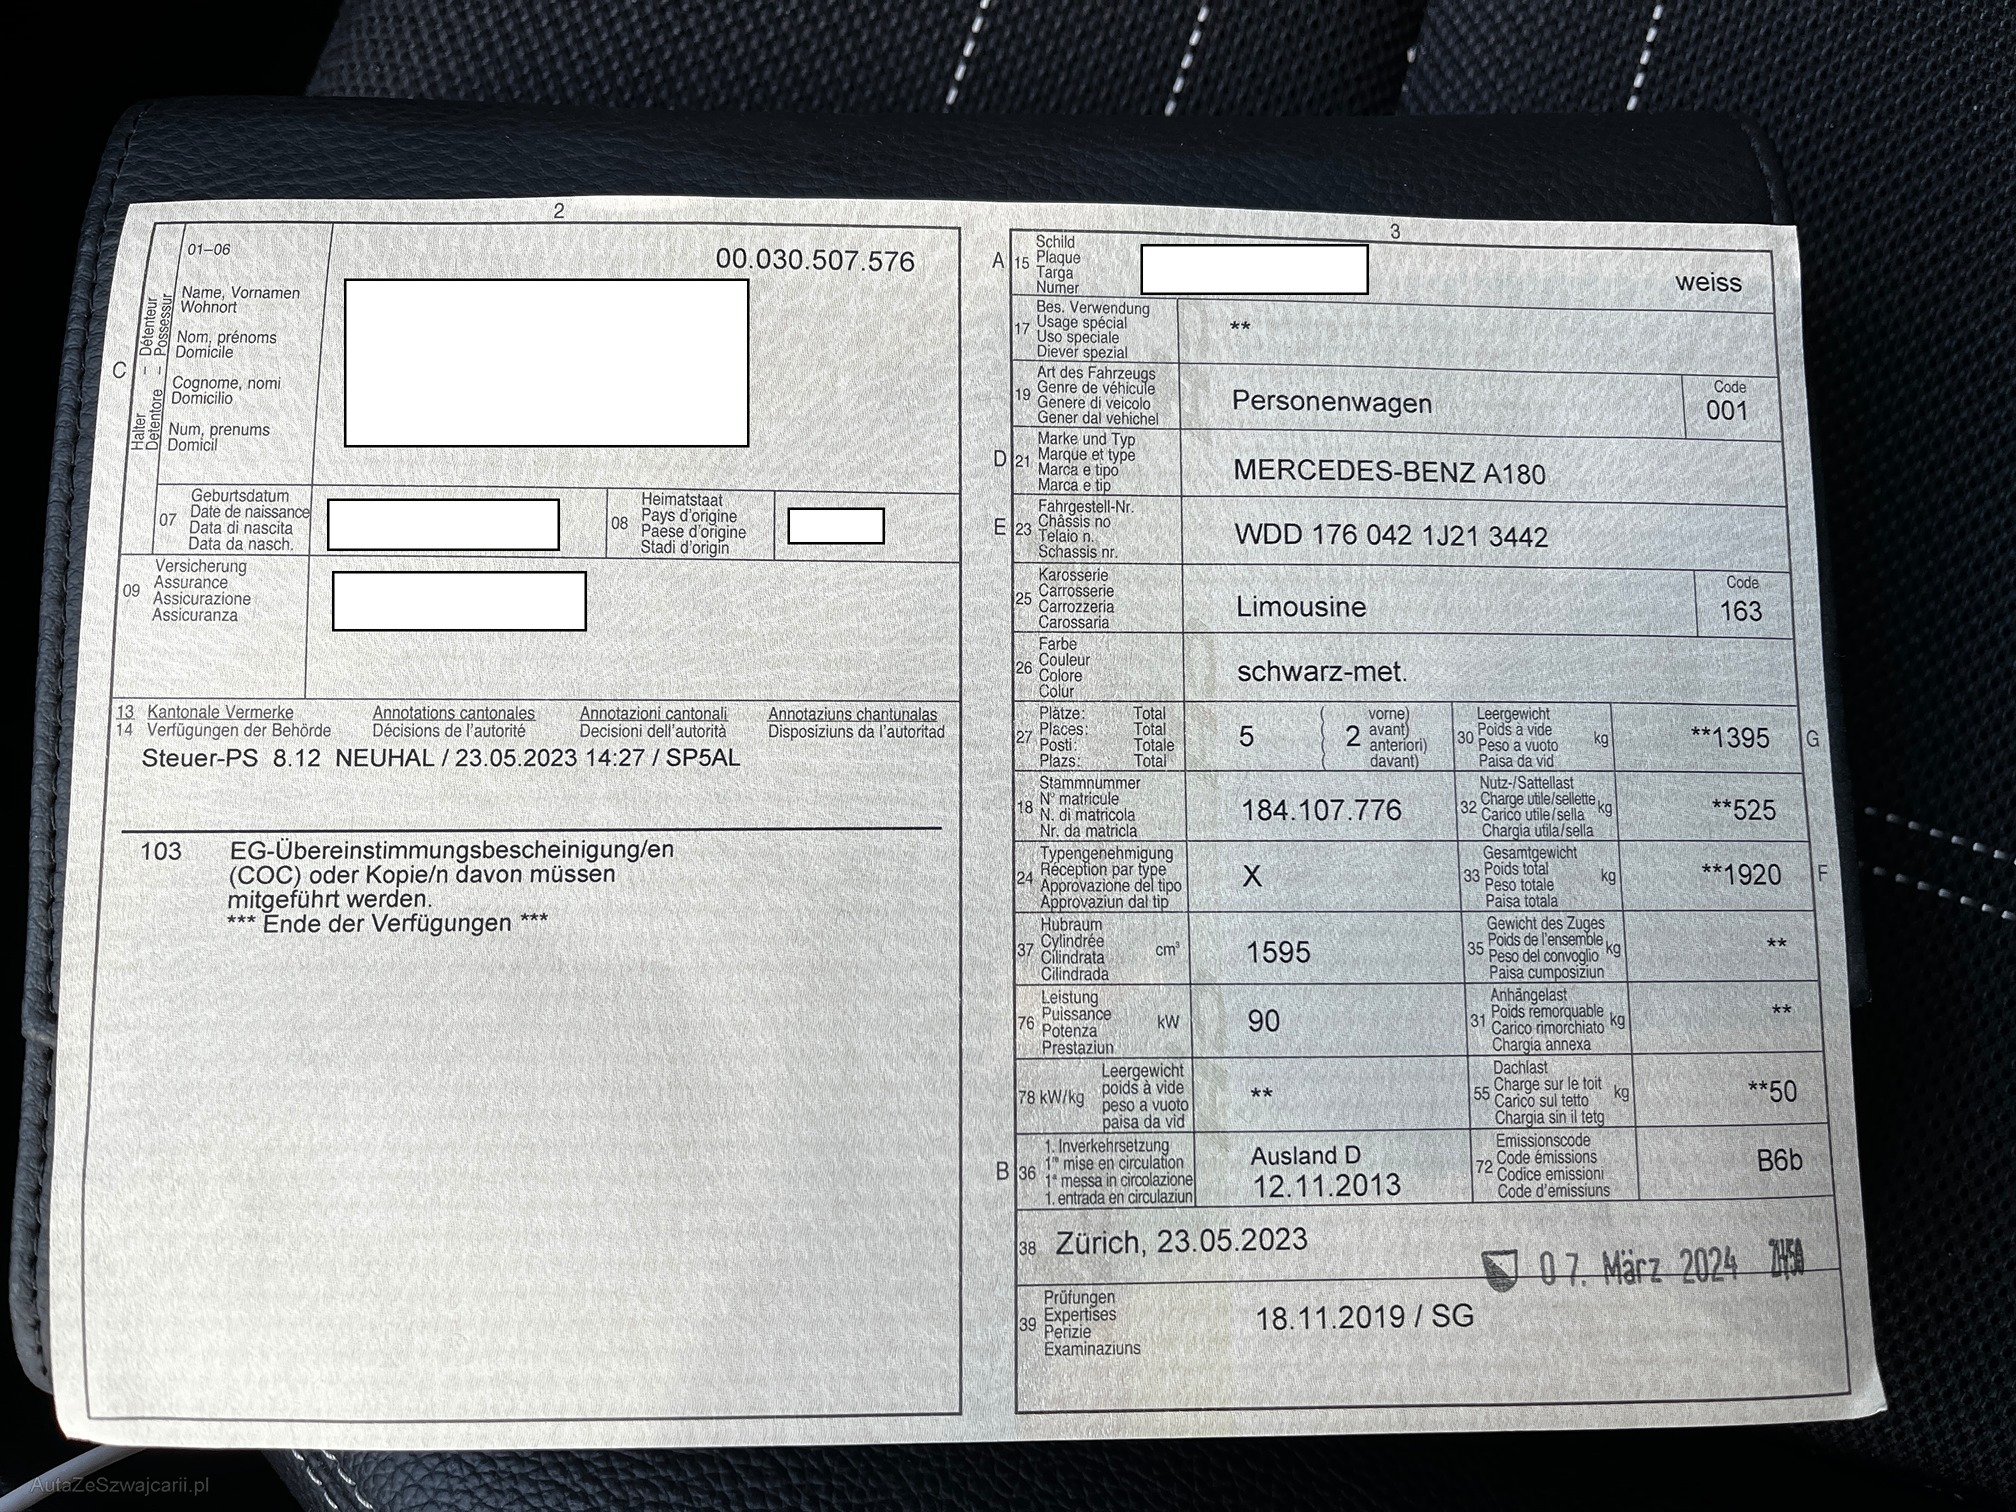 2
01–06
00.030.507.576
C
Halter – Détenteur
Detentore – Possessur
Name, Vornamen
Wohnort
Nom, prénoms
Domicile
Cognome, nomi
Domicilio
Num, prenums
Domicil
07
Geburtsdatum
Date de naissance
Data di nascita
Data da nasch.
08
Heimatstaat
Pays d'origine
Paese d'origine
Stadi d'origin
09
Versicherung
Assurance
Assicurazione
Assicuranza
13 Kantonale Vermerke Annotations cantonales Annotazioni cantonali Annotaziuns chantunalas
14 Verfügungen der Behörde Décisions de l'autorité Decisioni dell'autorità Disposiziuns da l'autoritad
Steuer-PS 8.12 NEUHAL / 23.05.2023 14:27 / SP5AL
103 EG-Übereinstimmungsbescheinigung/en
(COC) oder Kopie/n davon müssen
mitgeführt werden.
*** Ende der Verfügungen ***
3
A 15
Schild
Plaque
Targa
Numer
weiss
17
Bes. Verwendung
Usage spécial
Uso speciale
Diever spezial
**
19
Art des Fahrzeugs
Genre de véhicule
Genere di veicolo
Gener dal vehichel
Personenwagen
Code
001
D 21
Marke und Typ
Marque et type
Marca e tipo
Marca e tip
MERCEDES-BENZ A180
E 23
Fahrgestell-Nr.
Châssis no
Telaio n.
Schassis nr.
WDD 176 042 1J21 3442
25
Karosserie
Carrosserie
Carrozzeria
Carossaria
Limousine
Code
163
26
Farbe
Couleur
Colore
Colur
schwarz-met.
27
Plätze: Total
Places: Total
Posti: Totale
Plazs: Total
5
2
vorne)
avant)
anteriori)
davant)
30
Leergewicht
Poids à vide
Peso a vuoto
Paisa da vid
kg
**1395
G
18
Stammnummer
N° matricule
N. di matricola
Nr. da matricla
184.107.776
32
Nutz-/Sattellast
Charge utile/sellette
Carico utile/sella
Chargia utila/sella
kg
**525
24
Typengenehmigung
Réception par type
Approvazione del tipo
Approvaziun dal tip
X
33
Gesamtgewicht
Poids total
Peso totale
Paisa totala
kg
**1920
F
37
Hubraum
Cylindrée
Cilindrata
Cilindrada
cm³
1595
35
Gewicht des Zuges
Poids de l'ensemble
Peso del convoglio
Paisa cumposiziun
kg
**
76
Leistung
Puissance
Potenza
Prestaziun
kW
90
31
Anhängelast
Poids remorquable
Carico rimorchiato
Chargia annexa
kg
**
78 kW/kg
Leergewicht
poids à vide
peso a vuoto
paisa da vid
**
55
Dachlast
Charge sur le toit
Carico sul tetto
Chargia sin il tetg
kg
**50
B 36
1. Inverkehrsetzung
1re mise en circulation
1a messa in circolazione
1. entrada en circulaziun
Ausland D
12.11.2013
72
Emissionscode
Code émissions
Codice emissioni
Code d'emissiuns
B6b
38 Zürich, 23.05.2023
07. März 2024
39
Prüfungen
Expertises
Perizie
Examinaziuns
18.11.2019 / SG
AutaZeSzwajcarii.pl